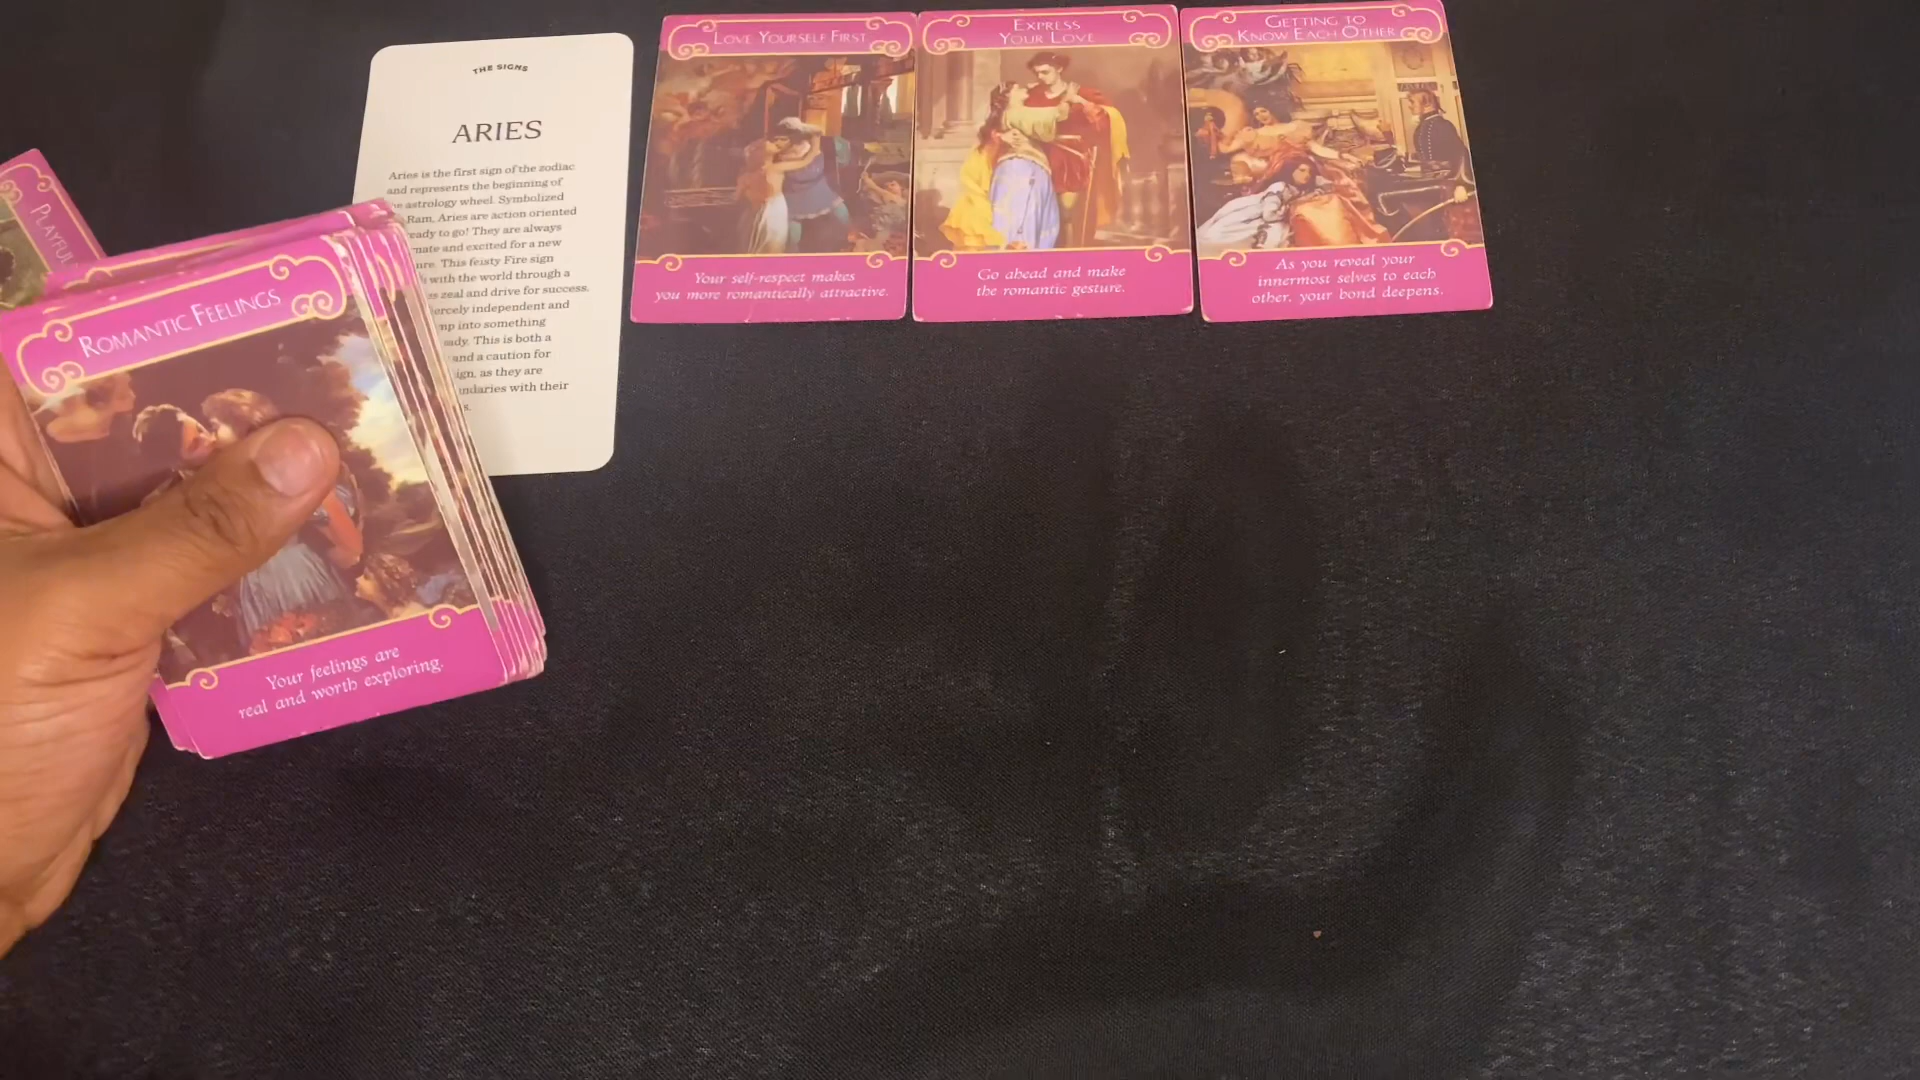 THE SIGNS
ARIES
Aries is the first sign of the zodiac
and represents the beginning of
astrology wheel. Symbolized
Ram, Aries are action oriented
ready to go! They are always
and excited for a new
This feisty Fire sign
with the world through a
zeal and drive for success.
independent and
into something
This is both a
and a caution for
as they are
with their
LOVE YOURSELF FIRST
Your self-respect makes
you more romantically attractive.
EXPRESS
YOUR LOVE
Go ahead and make
the romantic gesture.
GETTING TO
KNOW EACH OTHER
As you reveal your
innermost selves to each
other, your bond deepens.
PLAYFUL
ROMANTIC FEELINGS
Your feelings are
real and worth exploring.